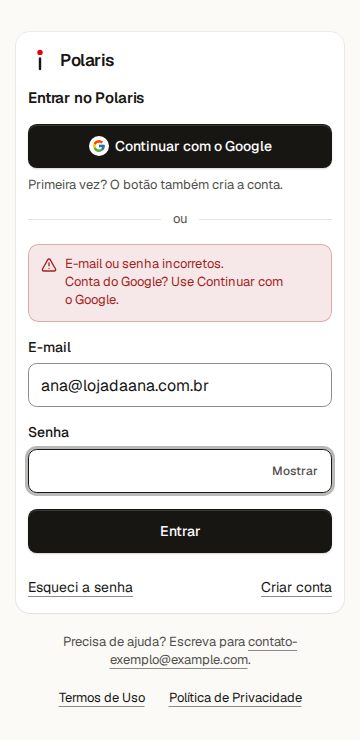 Polaris
Entrar no Polaris
Continuar com o Google
Primeira vez? O botão também cria a conta.
ou
E-mail ou senha incorretos.
Conta do Google? Use Continuar com
o Google.
E-mail
ana@lojadaana.com.br
Senha
Mostrar
Entrar
Esqueci a senha
Criar conta
Precisa de ajuda? Escreva para contato-
exemplo@example.com.
Termos de Uso
Política de Privacidade